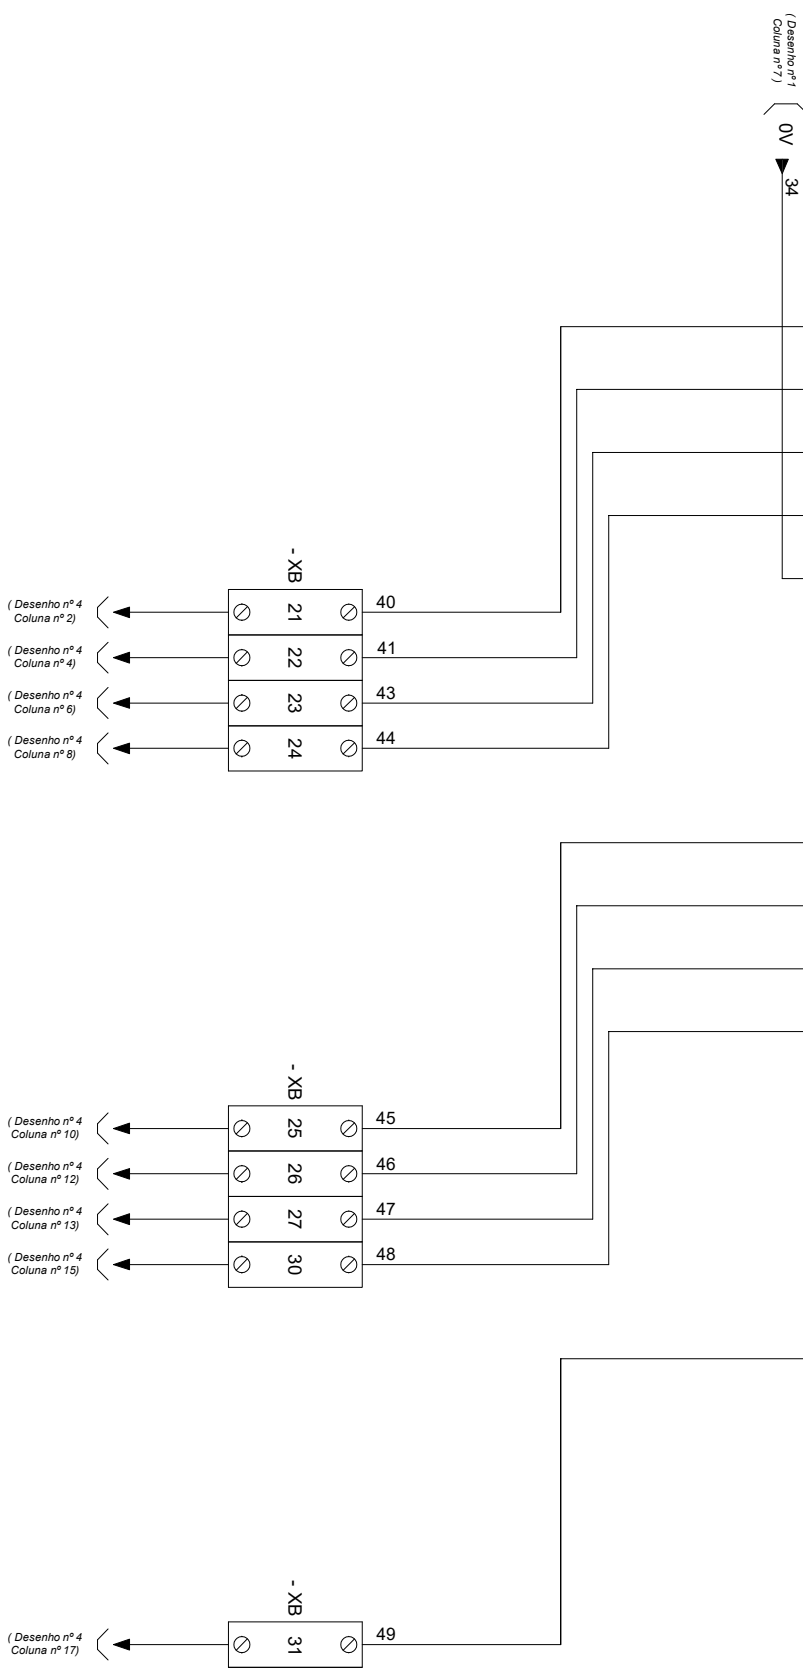 ( Desenho nº 1
Coluna nº 7 )
0V
34
- XB
( Desenho nº 4
Coluna nº 2)
21
40
( Desenho nº 4
Coluna nº 4)
22
41
( Desenho nº 4
Coluna nº 6)
23
43
( Desenho nº 4
Coluna nº 8)
24
44
- XB
( Desenho nº 4
Coluna nº 10)
25
45
( Desenho nº 4
Coluna nº 12)
26
46
( Desenho nº 4
Coluna nº 13)
27
47
( Desenho nº 4
Coluna nº 15)
30
48
- XB
( Desenho nº 4
Coluna nº 17)
31
49